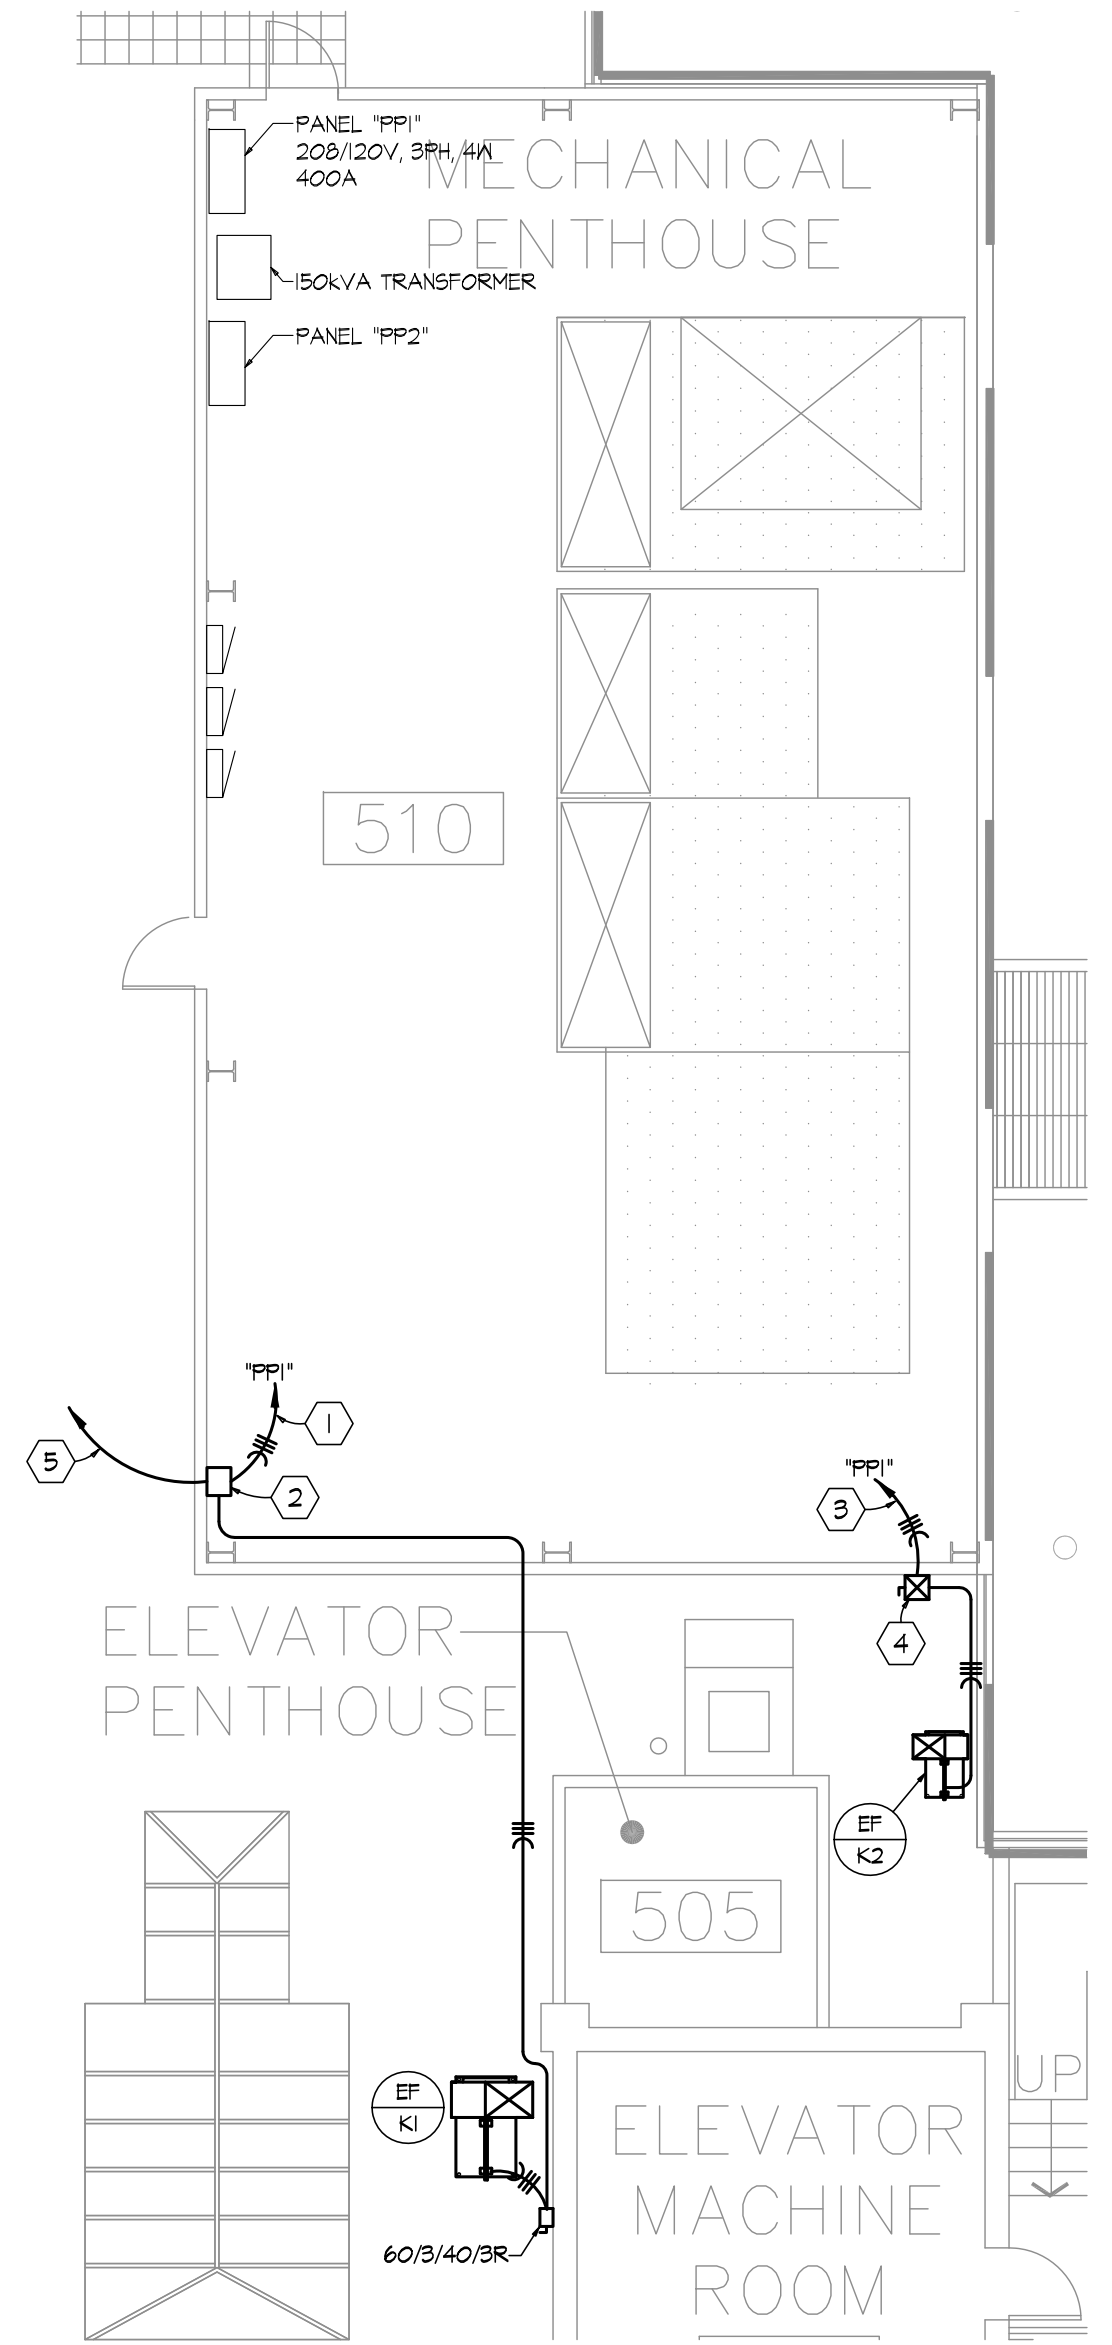 PANEL "PP1"
208/120V, 3PH, 4W
400A
MECHANICAL
PENTHOUSE
150kVA TRANSFORMER
PANEL "PP2"
510
"PP1"
1
5
2
"PP1"
3
4
ELEVATOR
PENTHOUSE
EF
K2
505
UP
EF
K1
ELEVATOR
MACHINE
ROOM
60/3/40/3R